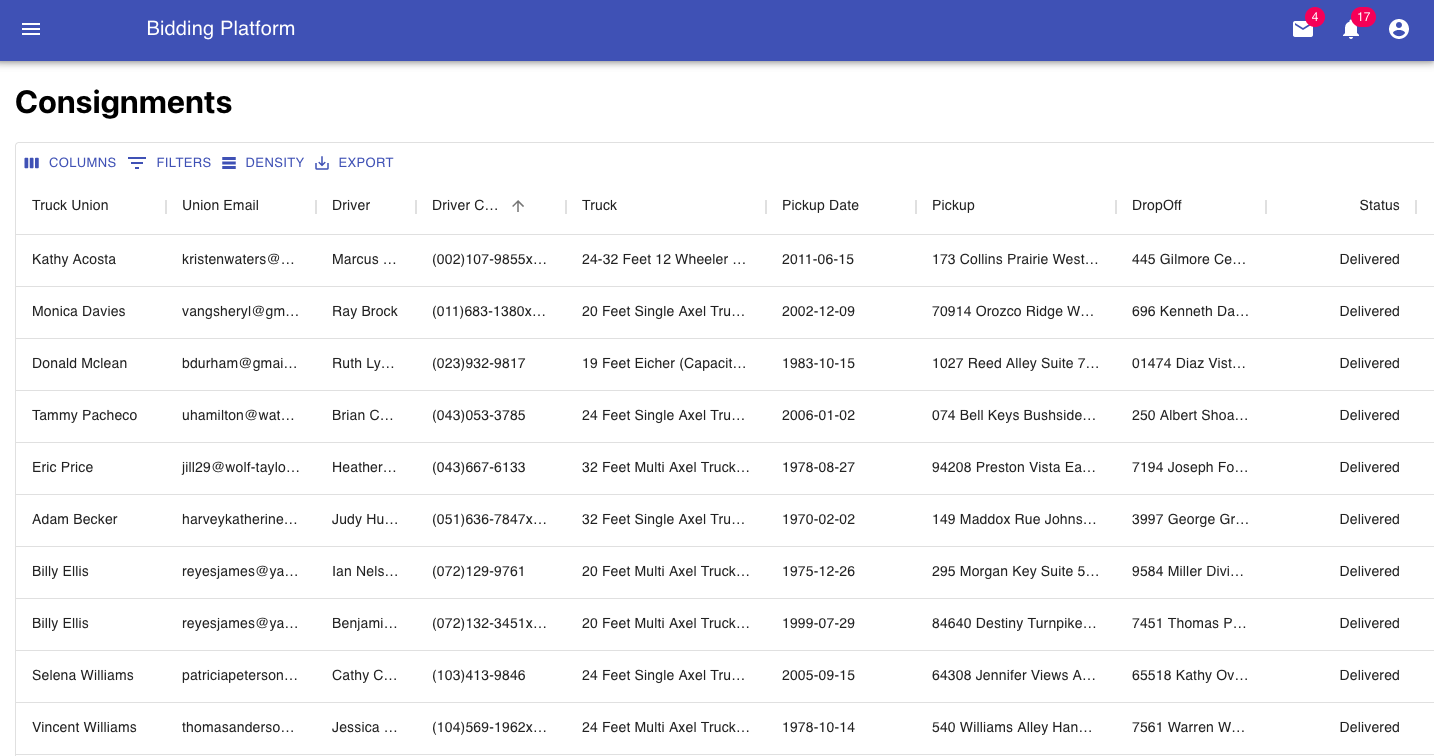 Bidding Platform 4 17
Consignments
COLUMNS FILTERS DENSITY EXPORT
Truck Union Union Email Driver Driver C... Truck Pickup Date Pickup DropOff Status
Kathy Acosta kristenwaters@... Marcus ... (002)107-9855x... 24-32 Feet 12 Wheeler ... 2011-06-15 173 Collins Prairie West... 445 Gilmore Ce... Delivered
Monica Davies vangsheryl@gm... Ray Brock (011)683-1380x... 20 Feet Single Axel Tru... 2002-12-09 70914 Orozco Ridge W... 696 Kenneth Da... Delivered
Donald Mclean bdurham@gmai... Ruth Ly... (023)932-9817 19 Feet Eicher (Capacit... 1983-10-15 1027 Reed Alley Suite 7... 01474 Diaz Vist... Delivered
Tammy Pacheco uhamilton@wat... Brian C... (043)053-3785 24 Feet Single Axel Tru... 2006-01-02 074 Bell Keys Bushside... 250 Albert Shoa... Delivered
Eric Price jill29@wolf-taylo... Heather... (043)667-6133 32 Feet Multi Axel Truck... 1978-08-27 94208 Preston Vista Ea... 7194 Joseph Fo... Delivered
Adam Becker harveykatherine... Judy Hu... (051)636-7847x... 32 Feet Single Axel Tru... 1970-02-02 149 Maddox Rue Johns... 3997 George Gr... Delivered
Billy Ellis reyesjames@ya... Ian Nels... (072)129-9761 20 Feet Multi Axel Truck... 1975-12-26 295 Morgan Key Suite 5... 9584 Miller Divi... Delivered
Billy Ellis reyesjames@ya... Benjami... (072)132-3451x... 20 Feet Multi Axel Truck... 1999-07-29 84640 Destiny Turnpike... 7451 Thomas P... Delivered
Selena Williams patriciapeterson... Cathy C... (103)413-9846 24 Feet Single Axel Tru... 2005-09-15 64308 Jennifer Views A... 65518 Kathy Ov... Delivered
Vincent Williams thomasanderso... Jessica ... (104)569-1962x... 24 Feet Multi Axel Truck... 1978-10-14 540 Williams Alley Han... 7561 Warren W... Delivered